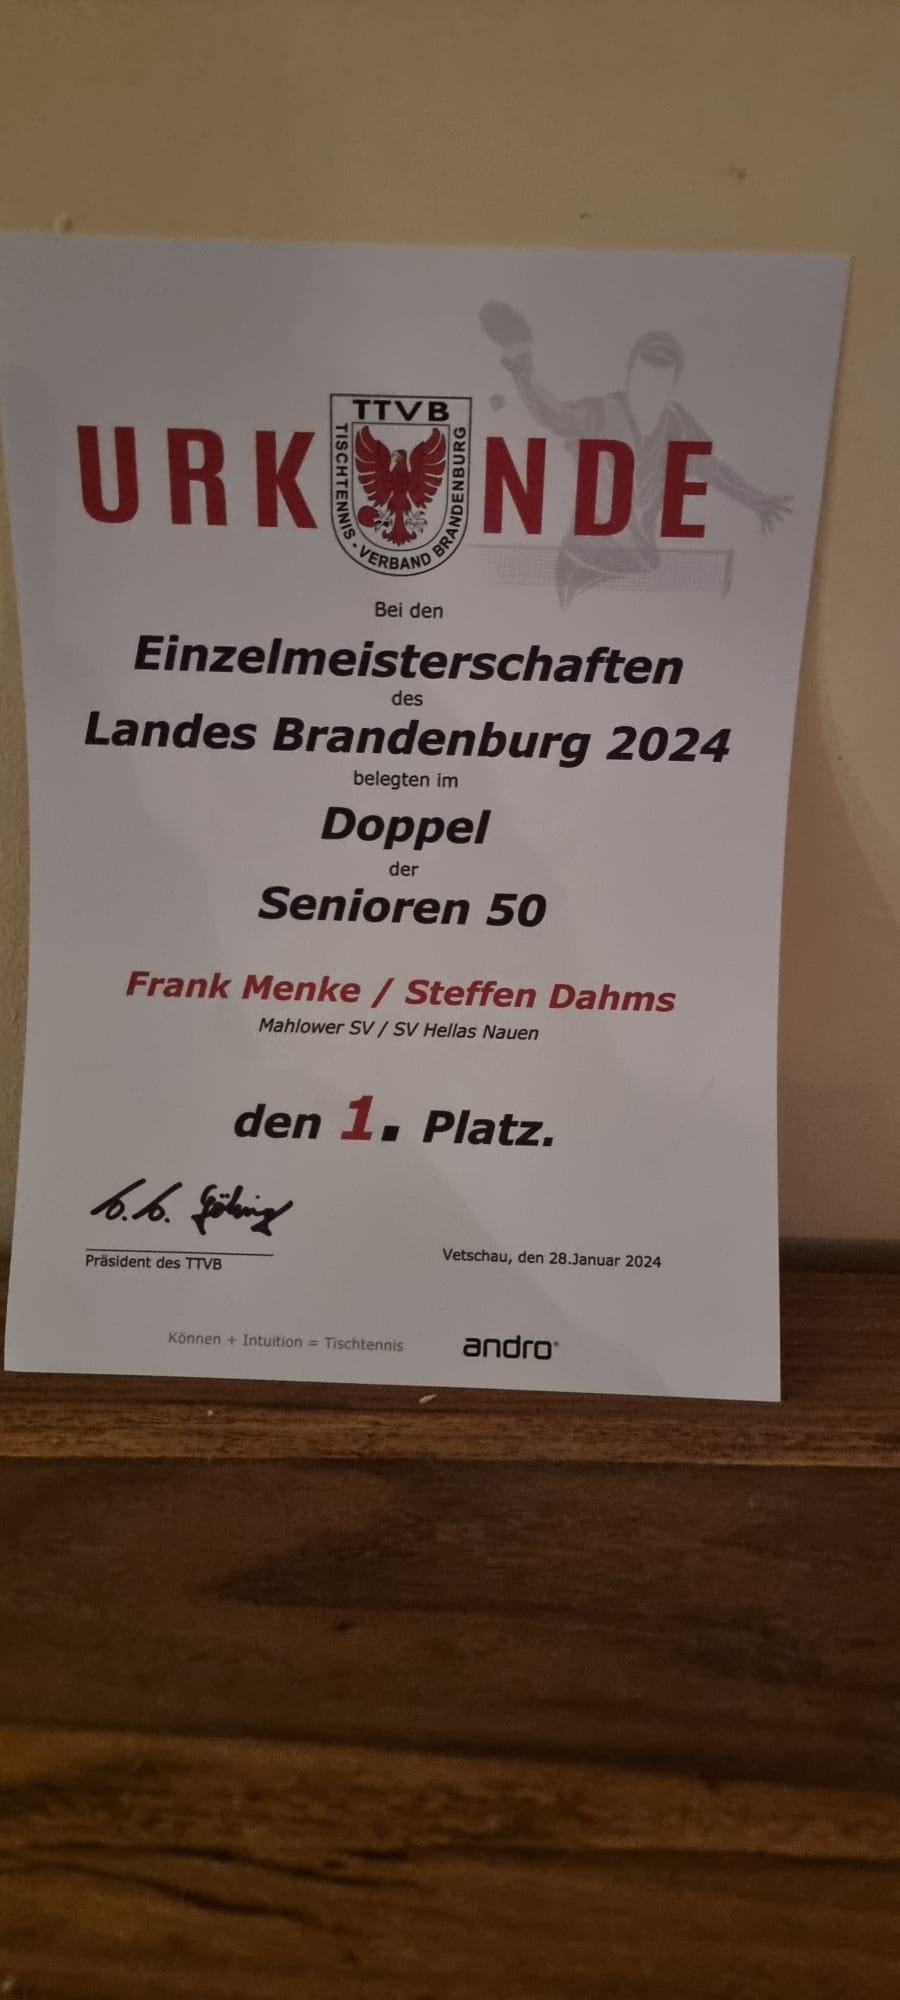 URKUNDE
TTVB
TISCHTENNIS - VERBAND BRANDENBURG
Bei den
Einzelmeisterschaften
des
Landes Brandenburg 2024
belegten im
Doppel
der
Senioren 50
Frank Menke / Steffen Dahms
Mahlower SV / SV Hellas Nauen
den 1. Platz.
Präsident des TTVB
Vetschau, den 28.Januar 2024
Können + Intuition = Tischtennis
andro